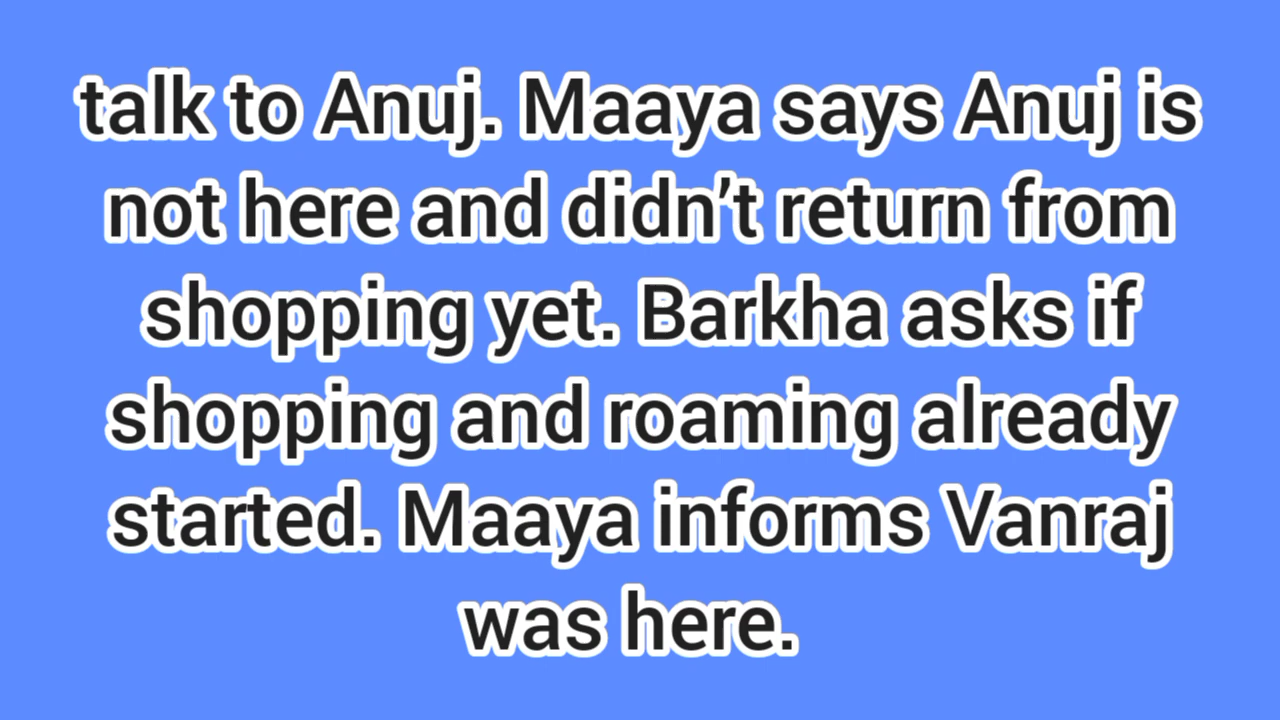 talk to Anuj. Maaya says Anuj is
not here and didn’t return from
shopping yet. Barkha asks if
shopping and roaming already
started. Maaya informs Vanraj
was here.